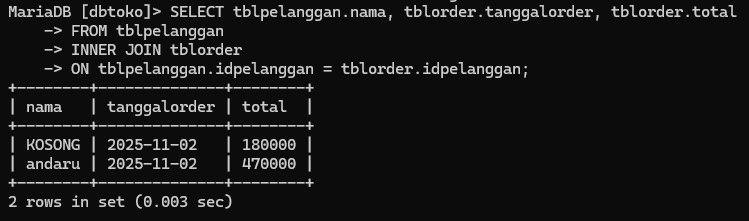 MariaDB [dbtoko]> SELECT tblpelanggan.nama, tblorder.tanggalorder, tblorder.total
    -> FROM tblpelanggan
    -> INNER JOIN tblorder
    -> ON tblpelanggan.idpelanggan = tblorder.idpelanggan;
+--------+--------------+--------+
| nama   | tanggalorder | total  |
+--------+--------------+--------+
| KOSONG | 2025-11-02   | 180000 |
| andaru | 2025-11-02   | 470000 |
+--------+--------------+--------+
2 rows in set (0.003 sec)